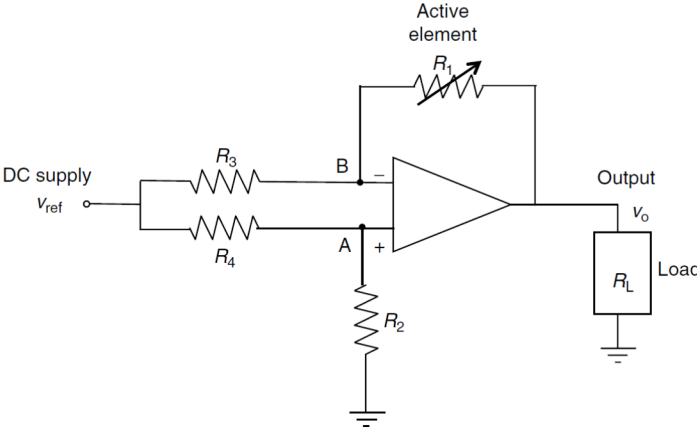 Active
element
R₁
R₃
B
−
DC supply
vref
Output
vo
A
+
R₄
RL
Load
R₂